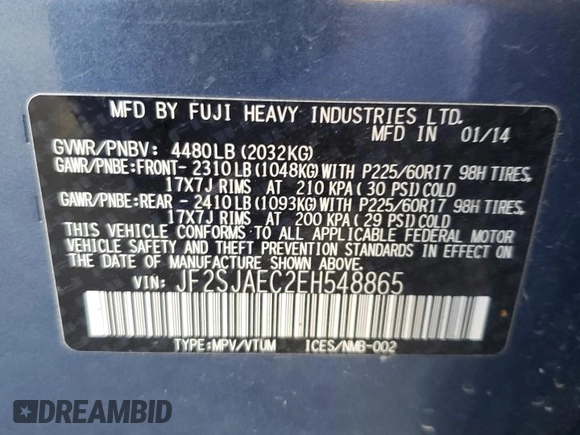 MFD BY FUJI HEAVY INDUSTRIES LTD.
MFD IN 01/14
GVWR/PNBV: 4480LB (2032KG)
GAWR/PNBE:FRONT- 2310LB (1048KG)WITH P225/60R17 98H TIRES,
17X7J RIMS AT 210 KPA ( 30 PSI) COLD
GAWR/PNBE:REAR - 2410LB (1093KG)WITH P225/60R17 98H TIRES,
17X7J RIMS AT 200 KPA ( 29 PSI) COLD
THIS VEHICLE CONFORMS TO ALL APPLICABLE FEDERAL MOTOR
VEHICLE SAFETY AND THEFT PREVENTION STANDARDS IN EFFECT ON
THE DATE OF MANUFACTURE SHOWN ABOVE.
VIN: JF2SJAEC2EH548865
TYPE:MPV/VTUM ICES/NMB-002
DREAMBID